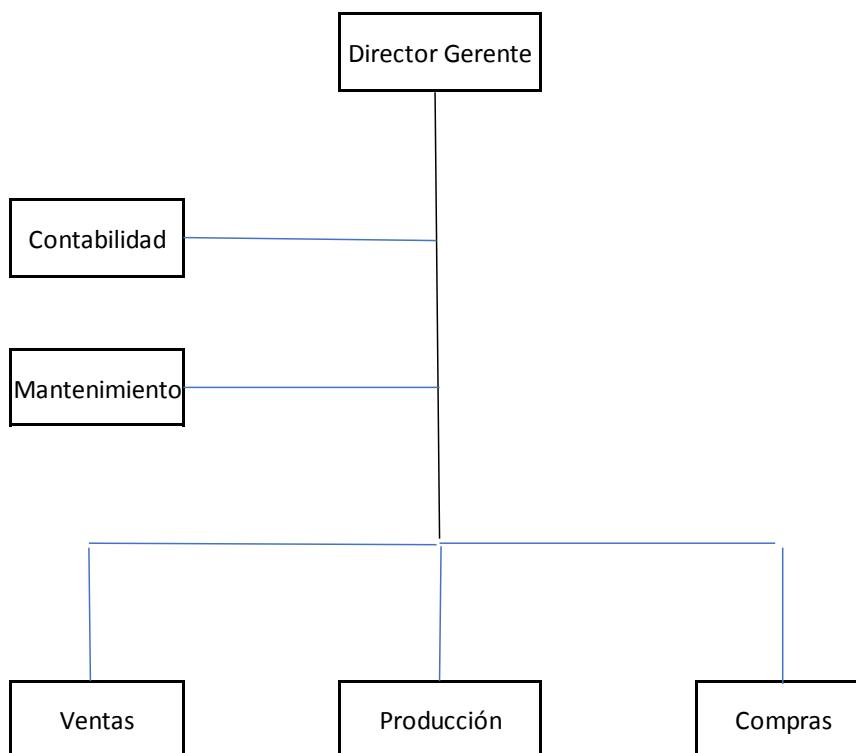 Director Gerente
Contabilidad
Mantenimiento
Ventas
Producción
Compras